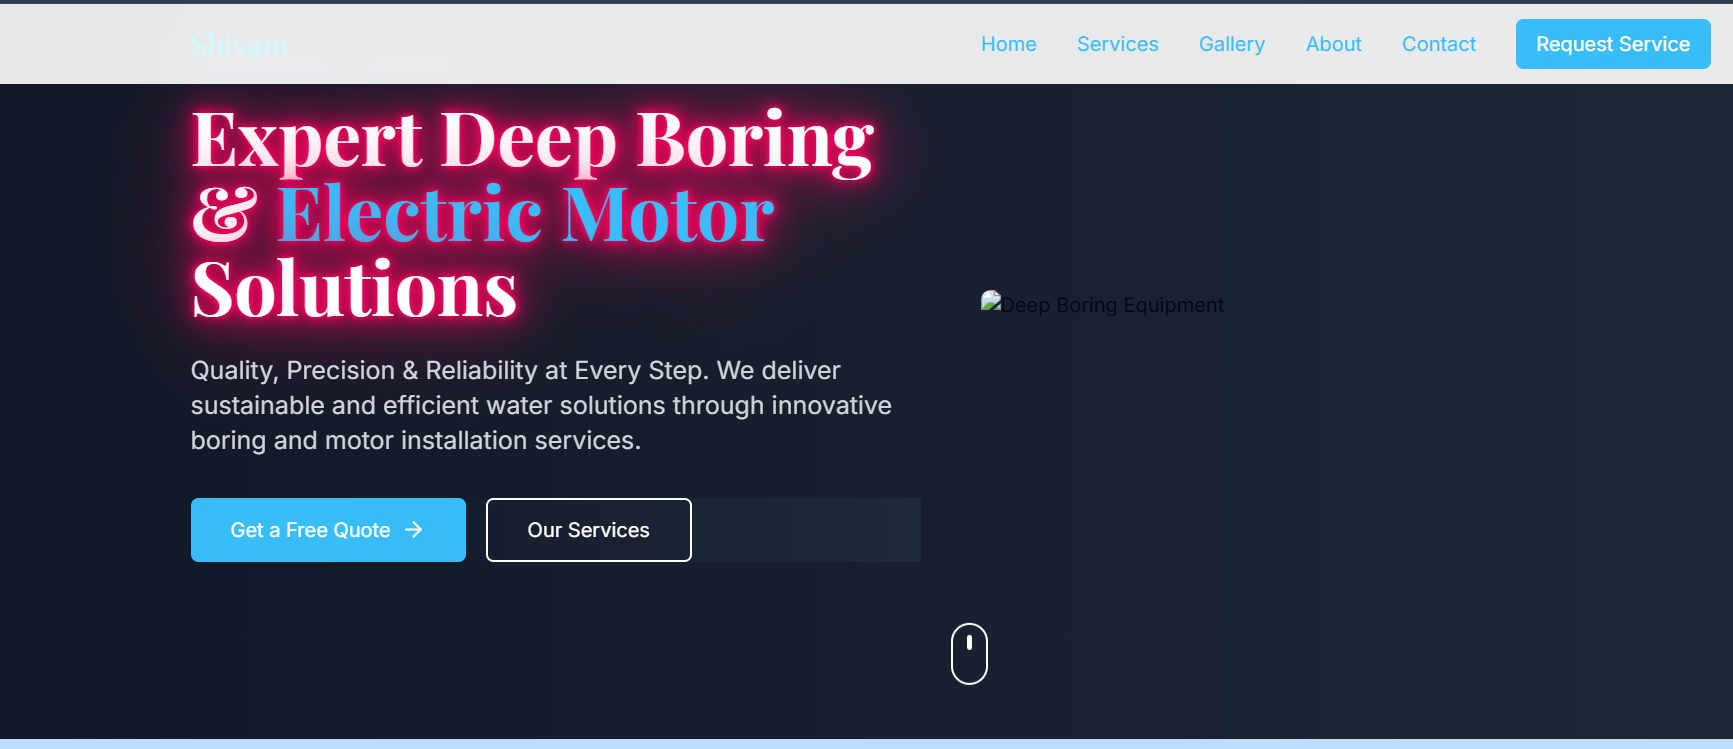 Shivam
Home
Services
Gallery
About
Contact
Request Service
Expert Deep Boring
& Electric Motor
Solutions
Deep Boring Equipment
Quality, Precision & Reliability at Every Step. We deliver
sustainable and efficient water solutions through innovative
boring and motor installation services.
Get a Free Quote →
Our Services